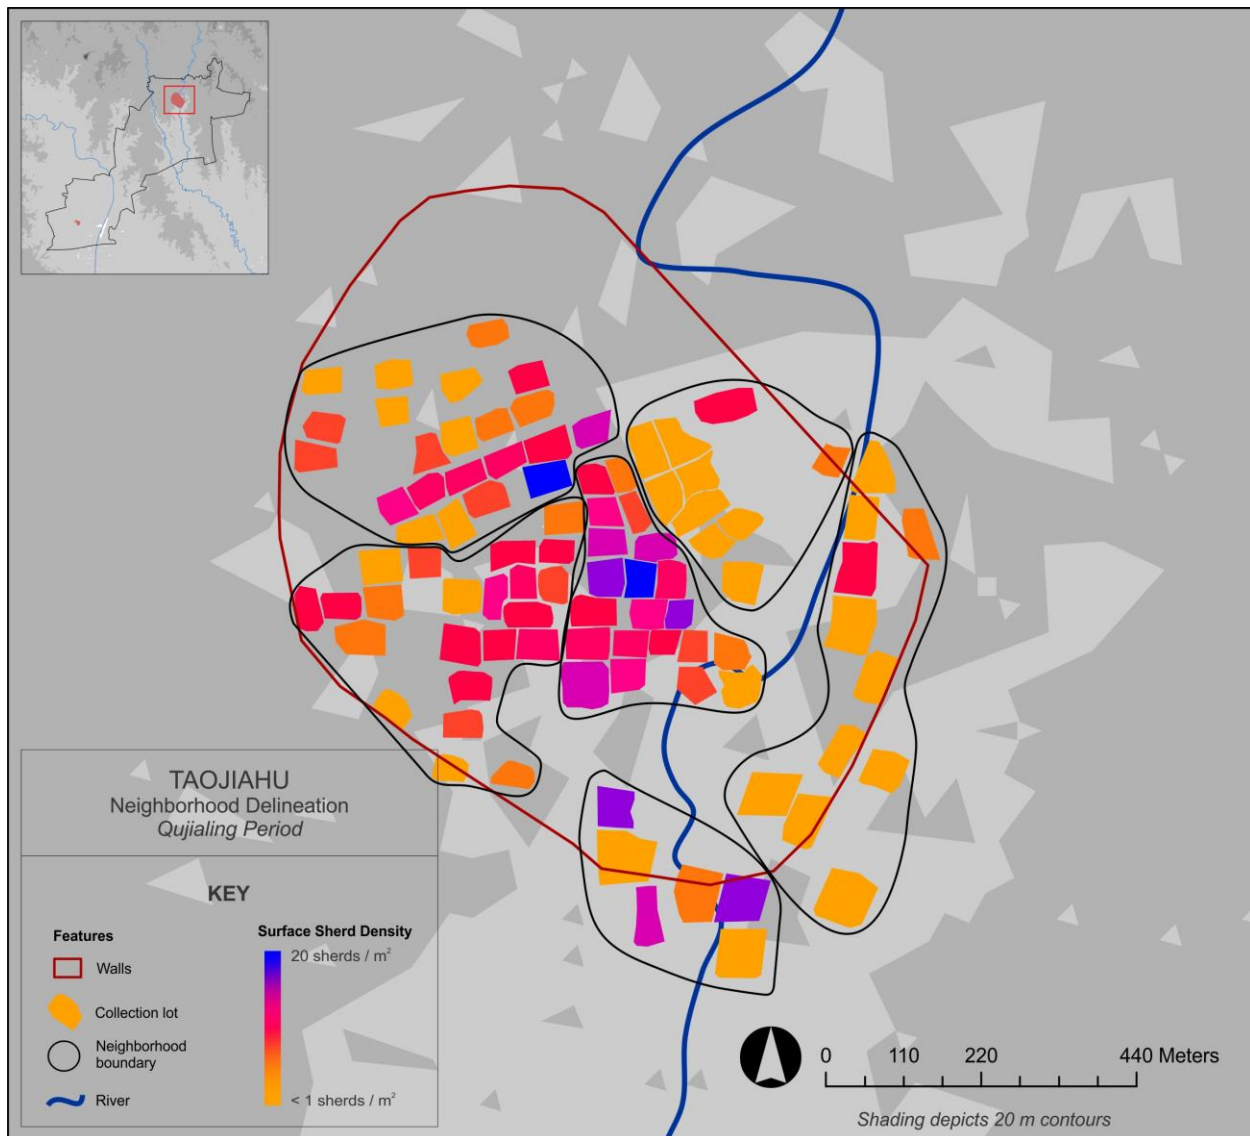 TAOJIAHU
Neighborhood Delineation
Qujialing Period
KEY
Features
Walls
Collection lot
Neighborhood
boundary
River
Surface Sherd Density
20 sherds / m²
< 1 sherds / m²
0 110 220 440 Meters
Shading depicts 20 m contours